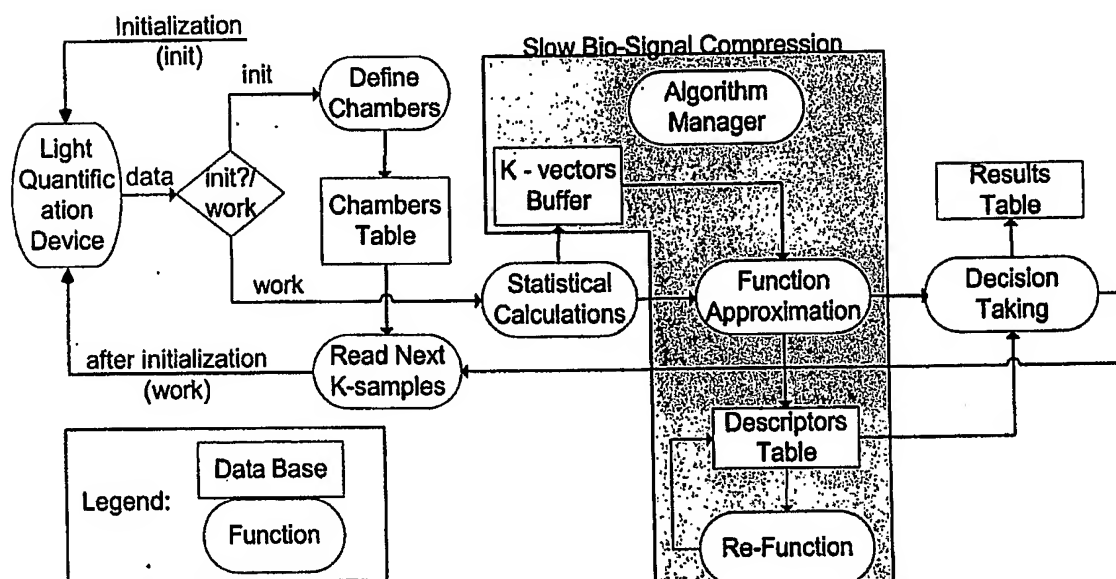 Initialization
(init)
Slow Bio-Signal Compression
init
Define
Chambers
Algorithm
Manager
Light
Quantific
ation
Device
data
init?/
work
Chambers
Table
K - vectors
Buffer
Results
Table
work
Statistical
Calculations
Function
Approximation
Decision
Taking
after initialization
(work)
Read Next
K-samples
Descriptors
Table
Legend:
Data Base
Function
Re-Function